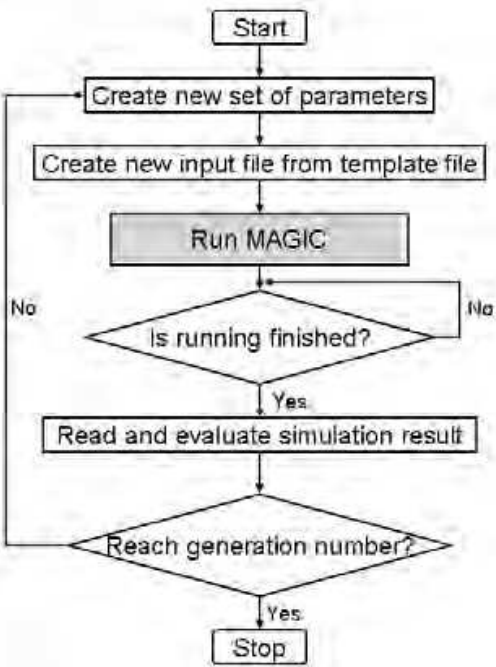 Start
Create new set of parameters
Create new input file from template file
Run MAGIC
No
Is running finished?
No
Yes
Read and evaluate simulation result
Reach generation number?
Yes
Stop